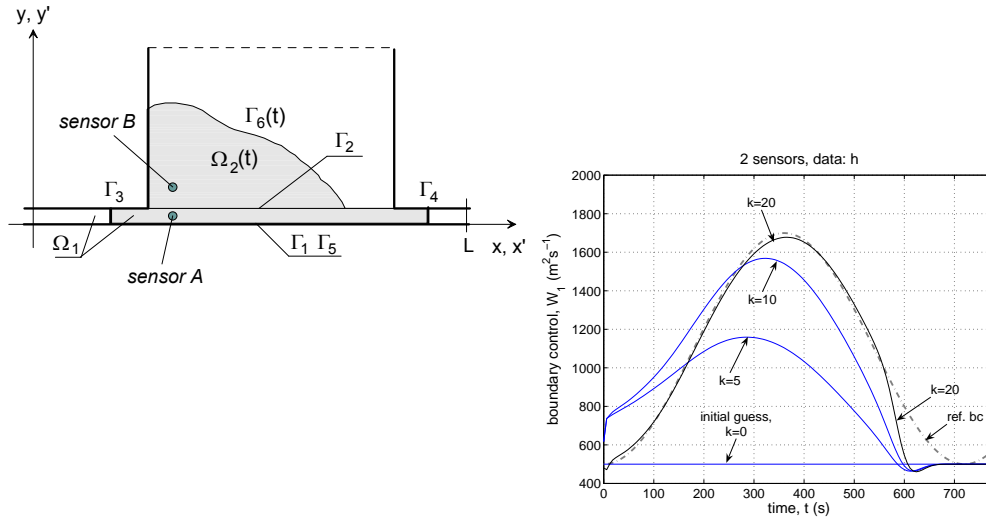 y, y'
sensor B
Γ6(t)
Ω2(t)
Γ2
Γ3
Γ4
Ω1
Γ1 Γ5
L
x, x'
sensor A
2 sensors, data: h
boundary control, W1 (m²s⁻¹)
2000
1800
1600
1400
1200
1000
800
600
400
k=20
k=10
k=5
initial guess,
k=0
k=20
ref. bc
0
100
200
300
400
500
600
700
time, t (s)